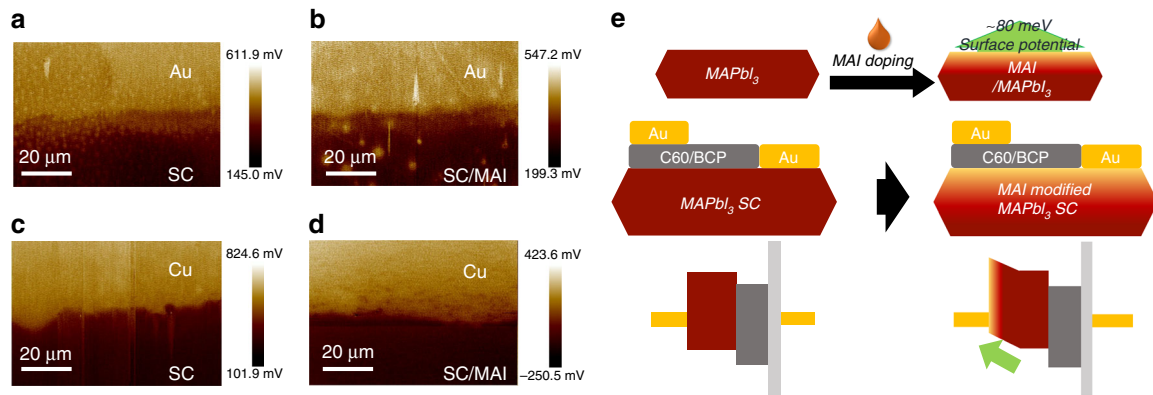 a
611.9 mV
Au
20 μm
SC
145.0 mV
b
547.2 mV
Au
20 μm
SC/MAI
199.3 mV
c
824.6 mV
Cu
20 μm
SC
101.9 mV
d
423.6 mV
Cu
20 μm
SC/MAI
−250.5 mV
e
MAPbI₃
MAI doping
~80 meV
Surface potential
MAI
/MAPbI₃
Au
C60/BCP
Au
MAPbI₃ SC
Au
C60/BCP
Au
MAI modified
MAPbI₃ SC